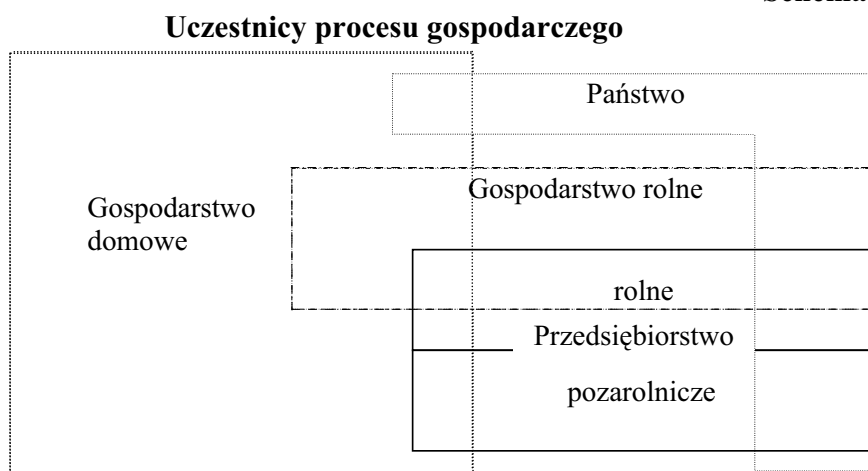 Uczestnicy procesu gospodarczego
Państwo
Gospodarstwo rolne
Gospodarstwo
domowe
rolne
Przedsiębiorstwo
pozarolnicze